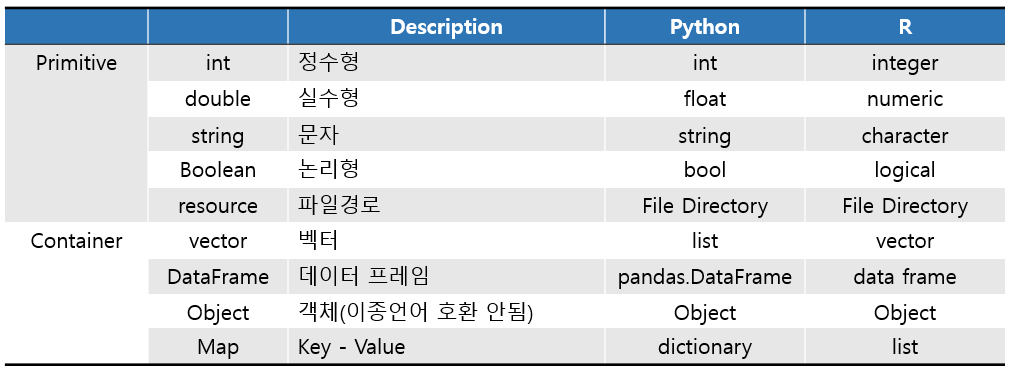 Description Python R
Primitive int 정수형 int integer
double 실수형 float numeric
string 문자 string character
Boolean 논리형 bool logical
resource 파일경로 File Directory File Directory
Container vector 벡터 list vector
DataFrame 데이터 프레임 pandas.DataFrame data frame
Object 객체(이종언어 호환 안됨) Object Object
Map Key - Value dictionary list